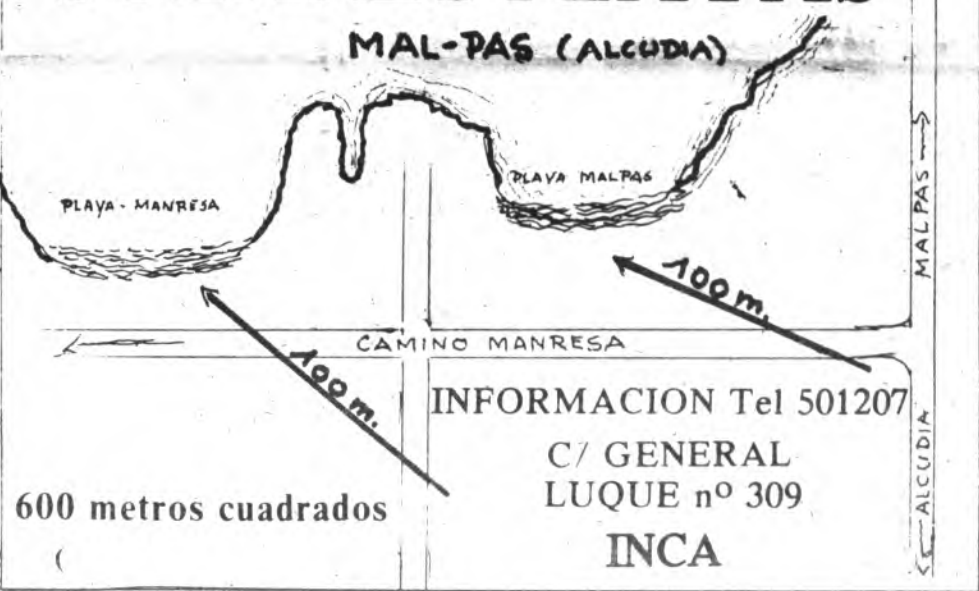 MAL-PAS (ALCUDIA)
PLAYA-MANRESA
PLAYA MALPAS
MALPAS
100 m.
CAMINO MANRESA
100 m.
INFORMACION Tel 501207
C/ GENERAL
LUQUE nº 309
INCA
600 metros cuadrados
ALCUDIA